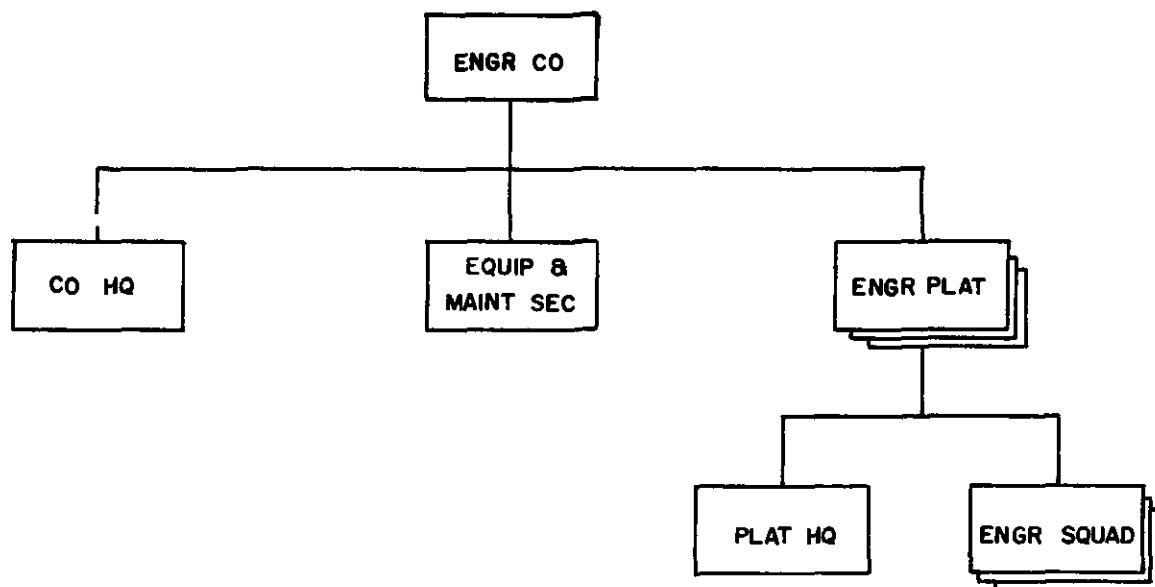 ENGR CO
CO HQ
EQUIP &
MAINT SEC
ENGR PLAT
PLAT HQ
ENGR SQUAD